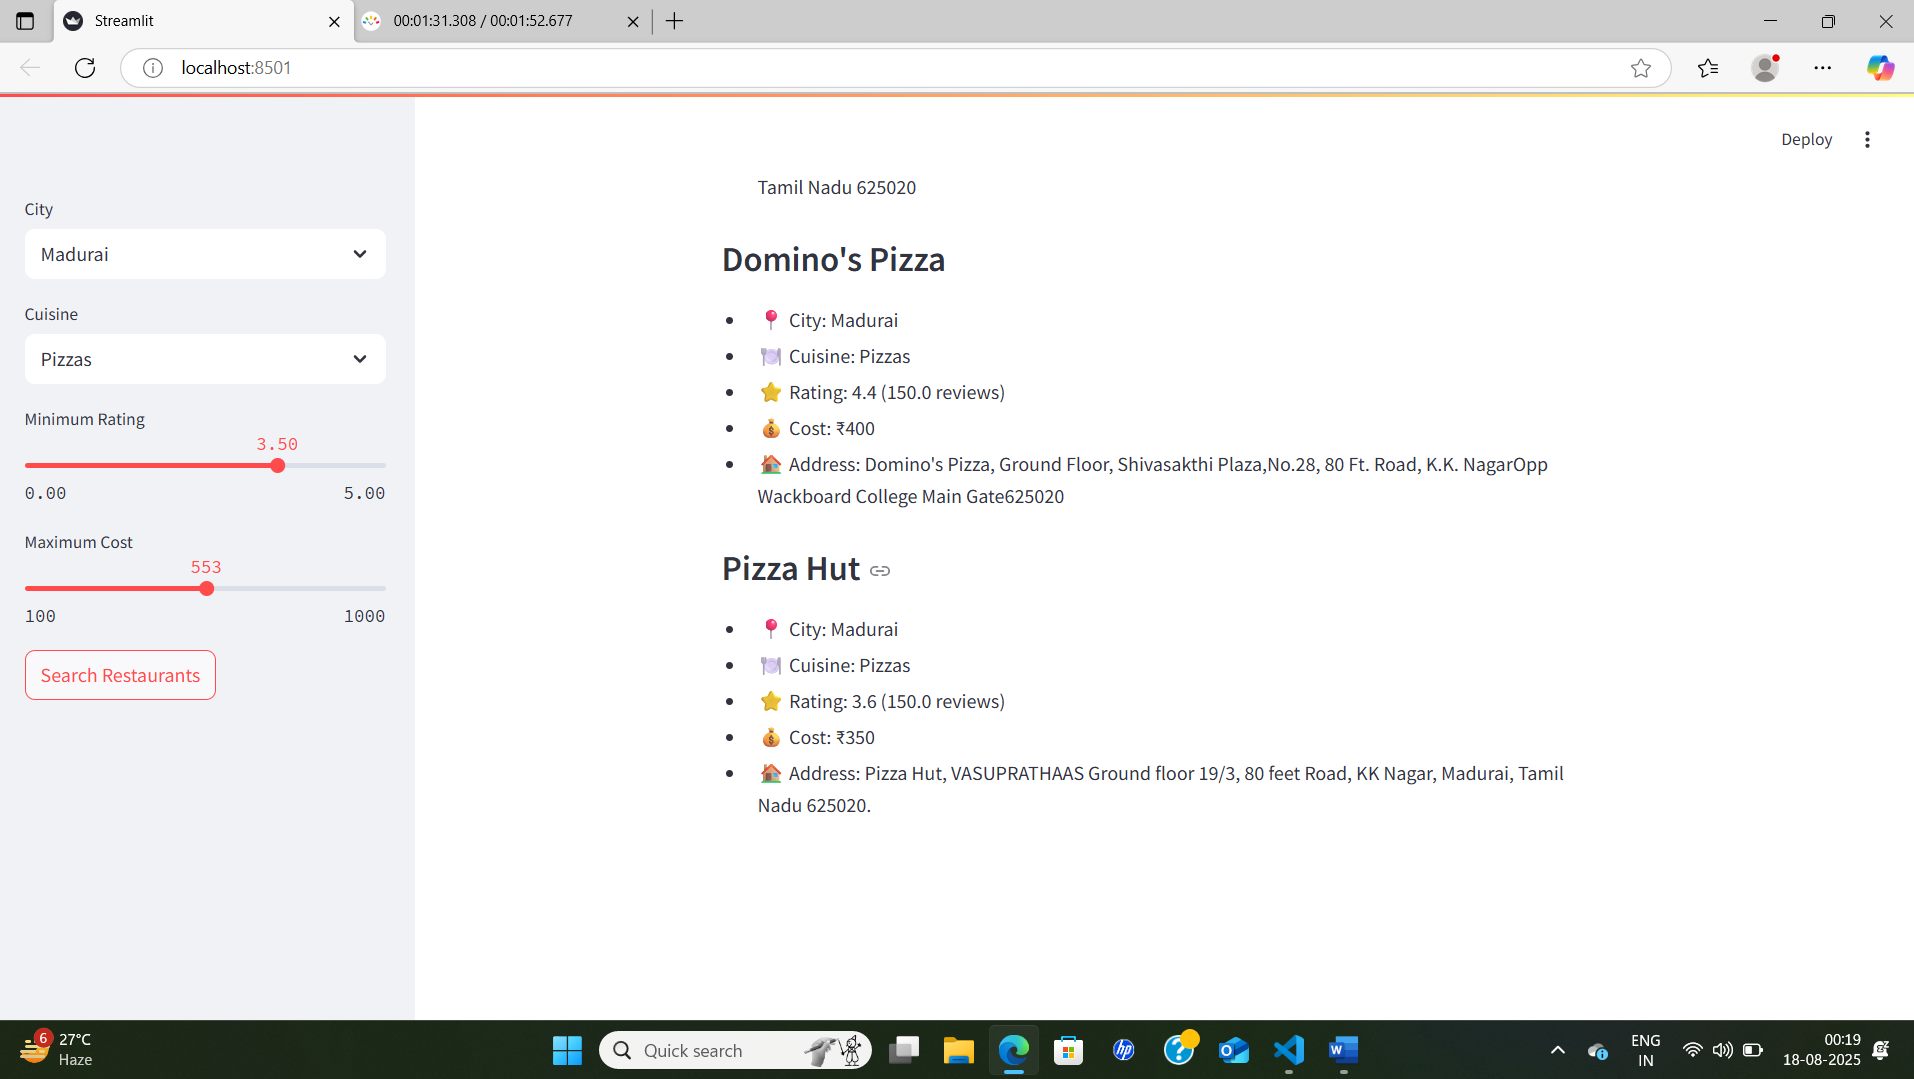 Streamlit
00:01:31.308 / 00:01:52.677
localhost:8501
Deploy
City
Madurai
Cuisine
Pizzas
Minimum Rating
3.50
0.00 5.00
Maximum Cost
553
100 1000
Search Restaurants
Tamil Nadu 625020
Domino's Pizza
City: Madurai
Cuisine: Pizzas
Rating: 4.4 (150.0 reviews)
Cost: ₹400
Address: Domino's Pizza, Ground Floor, Shivasakthi Plaza,No.28, 80 Ft. Road, K.K. NagarOpp
Wackboard College Main Gate625020
Pizza Hut
City: Madurai
Cuisine: Pizzas
Rating: 3.6 (150.0 reviews)
Cost: ₹350
Address: Pizza Hut, VASUPRATHAAS Ground floor 19/3, 80 feet Road, KK Nagar, Madurai, Tamil
Nadu 625020.
6
27°C
Haze
Quick search
hp
ENG
IN
00:19
18-08-2025